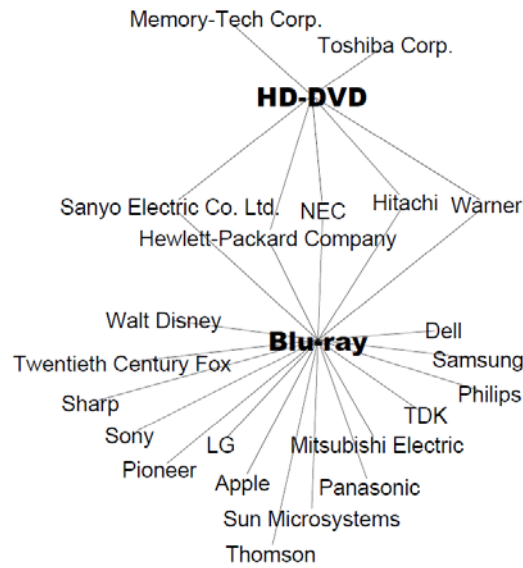 Memory-Tech Corp.
Toshiba Corp.
HD-DVD
Sanyo Electric Co. Ltd.
NEC
Hitachi
Warner
Hewlett-Packard Company
Walt Disney
Blu-ray
Dell
Twentieth Century Fox
Samsung
Sharp
Philips
TDK
Sony
LG
Mitsubishi Electric
Pioneer
Apple
Panasonic
Sun Microsystems
Thomson